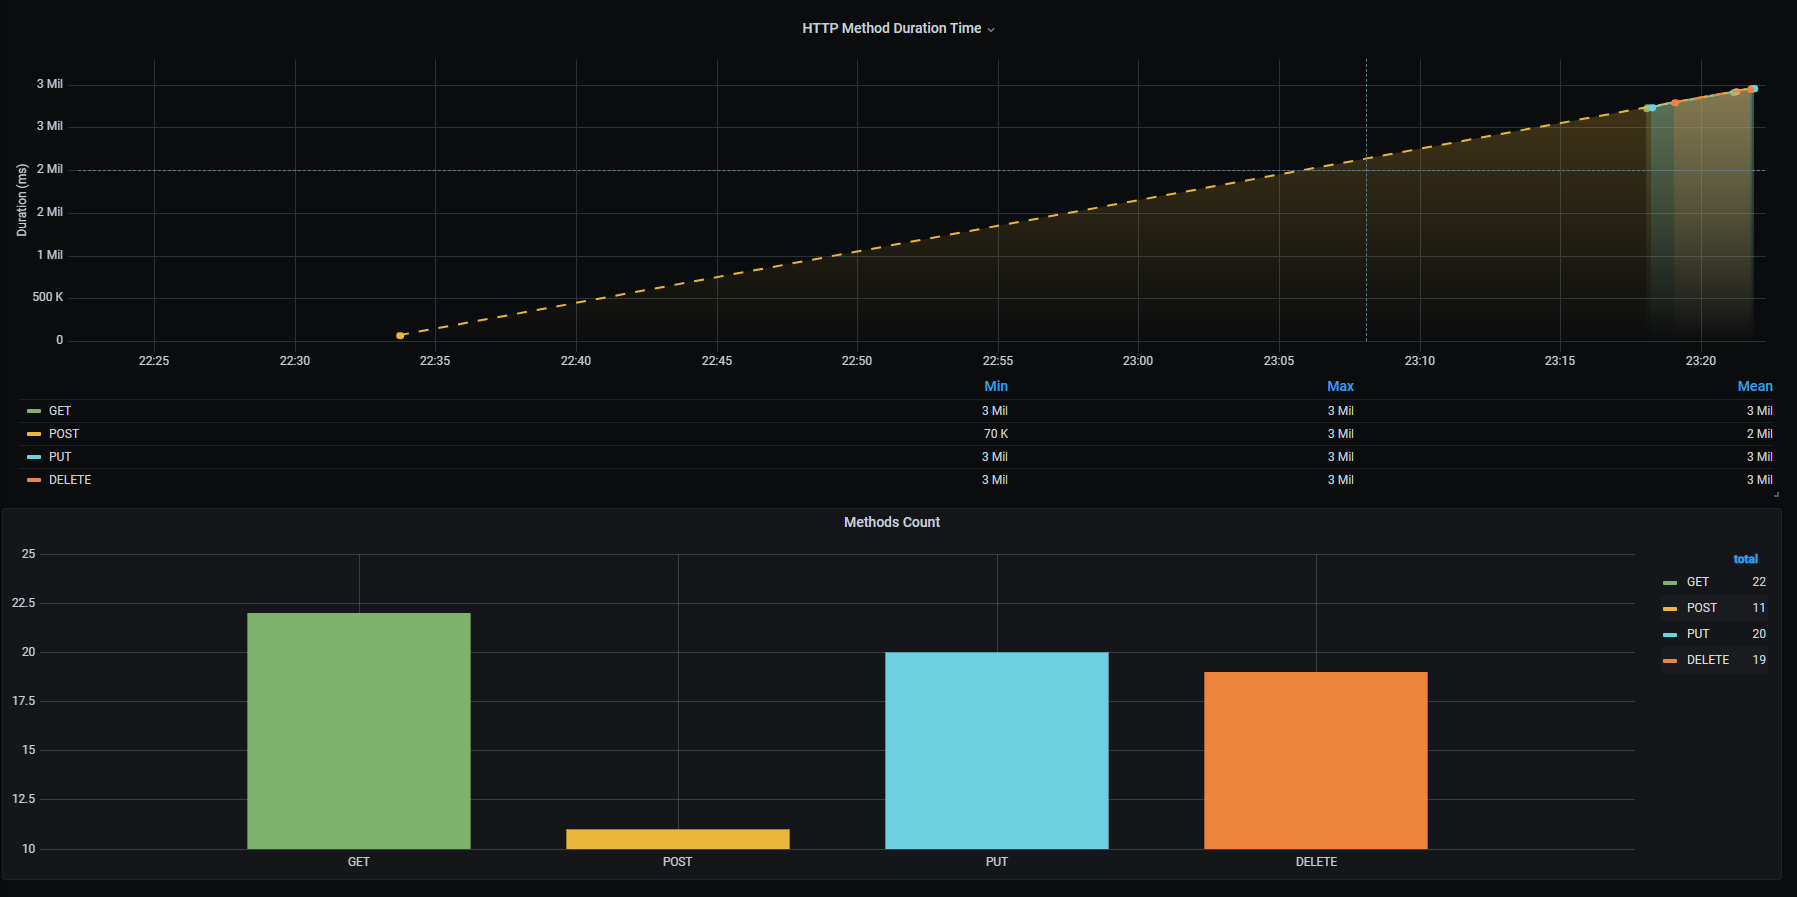 HTTP Method Duration Time
3 Mil
3 Mil
2 Mil
2 Mil
1 Mil
500 K
0
Duration (ms)
22:25 22:30 22:35 22:40 22:45 22:50 22:55 23:00 23:05 23:10 23:15 23:20
Min Max Mean
GET 3 Mil 3 Mil 3 Mil
POST 70 K 3 Mil 2 Mil
PUT 3 Mil 3 Mil 3 Mil
DELETE 3 Mil 3 Mil 3 Mil
Methods Count
25
22.5
20
17.5
15
12.5
10
GET POST PUT DELETE
total
GET 22
POST 11
PUT 20
DELETE 19